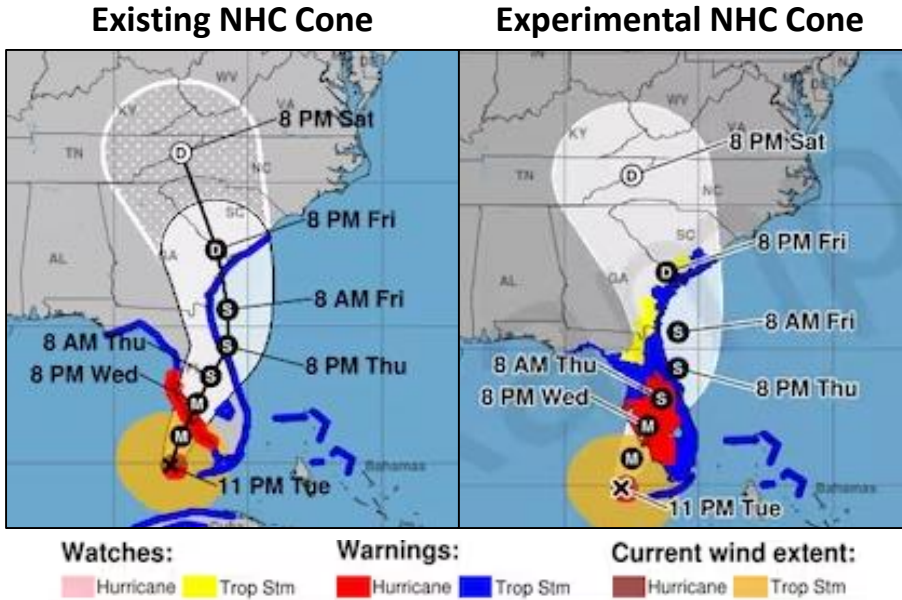 Existing NHC Cone
WV
KY
VA
8 PM Sat
D
TN
NC
SC
8 PM Fri
D
GA
AL
8 AM Fri
S
8 AM Thu
S
8 PM Thu
8 PM Wed
S
M
M
Bahamas
11 PM Tue
Cuba
Experimental NHC Cone
WV
KY
VA
8 PM Sat
D
TN
NC
SC
8 PM Fri
D
GA
AL
8 AM Fri
S
8 AM Thu
S
8 PM Thu
8 PM Wed
S
M
M
Bahamas
11 PM Tue
Watches:
Hurricane
Trop Stm
Warnings:
Hurricane
Trop Stm
Current wind extent:
Hurricane
Trop Stm